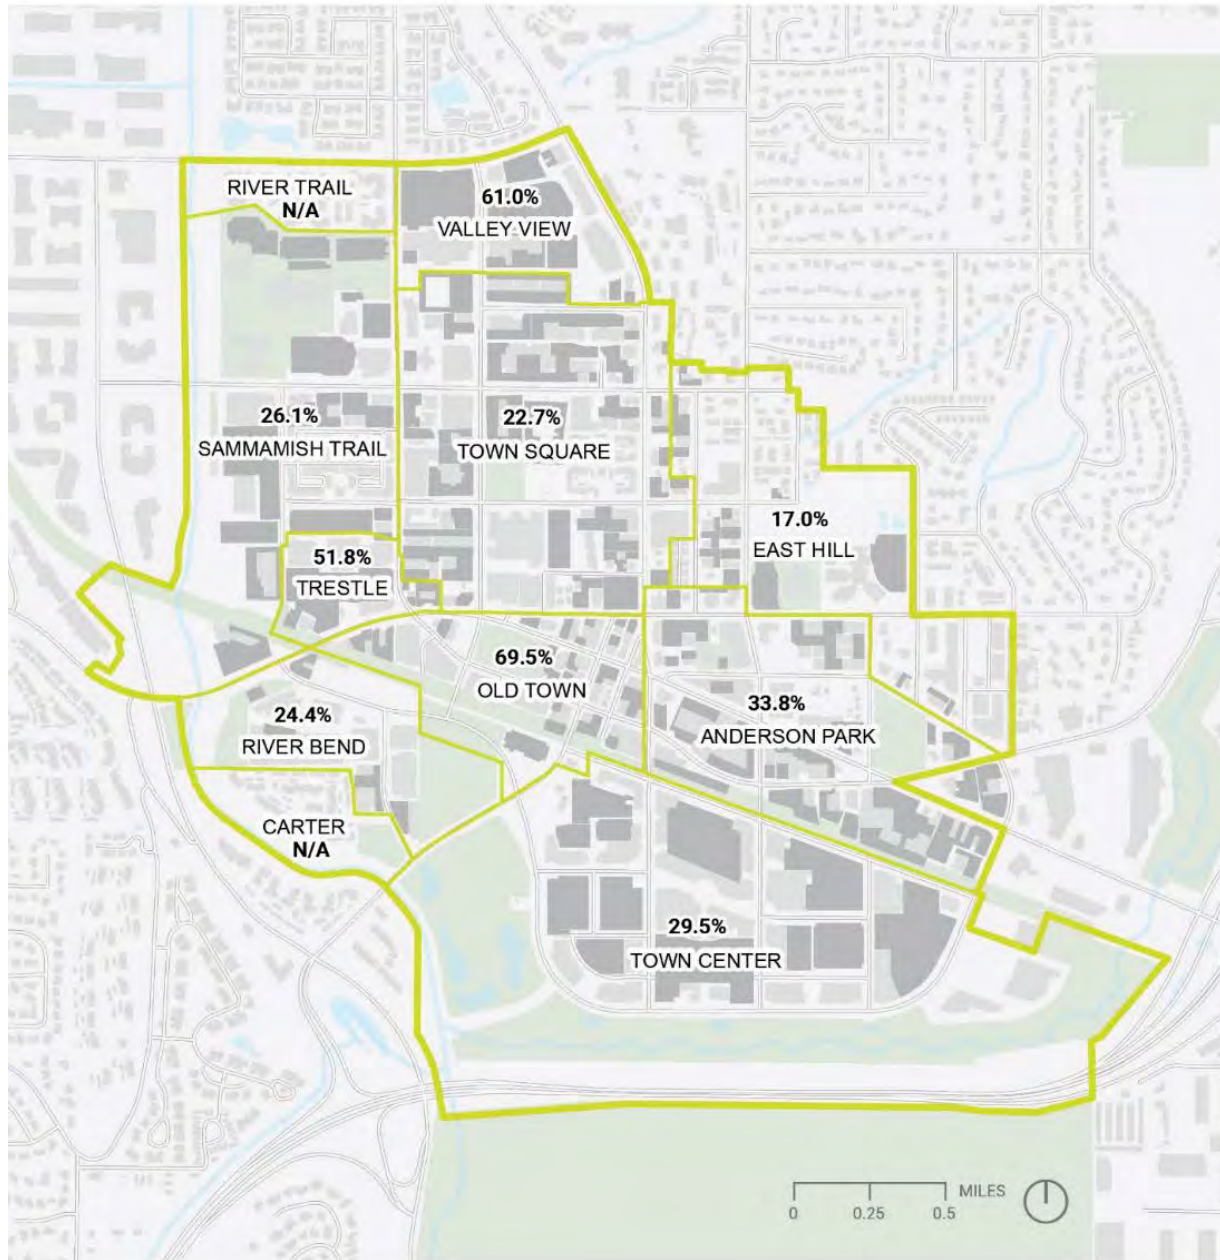 RIVER TRAIL
N/A
61.0%
VALLEY VIEW
26.1%
SAMMAMISH TRAIL
22.7%
TOWN SQUARE
17.0%
EAST HILL
51.8%
TRESTLE
69.5%
OLD TOWN
24.4%
RIVER BEND
33.8%
ANDERSON PARK
CARTER
N/A
29.5%
TOWN CENTER
MILES
0 0.25 0.5